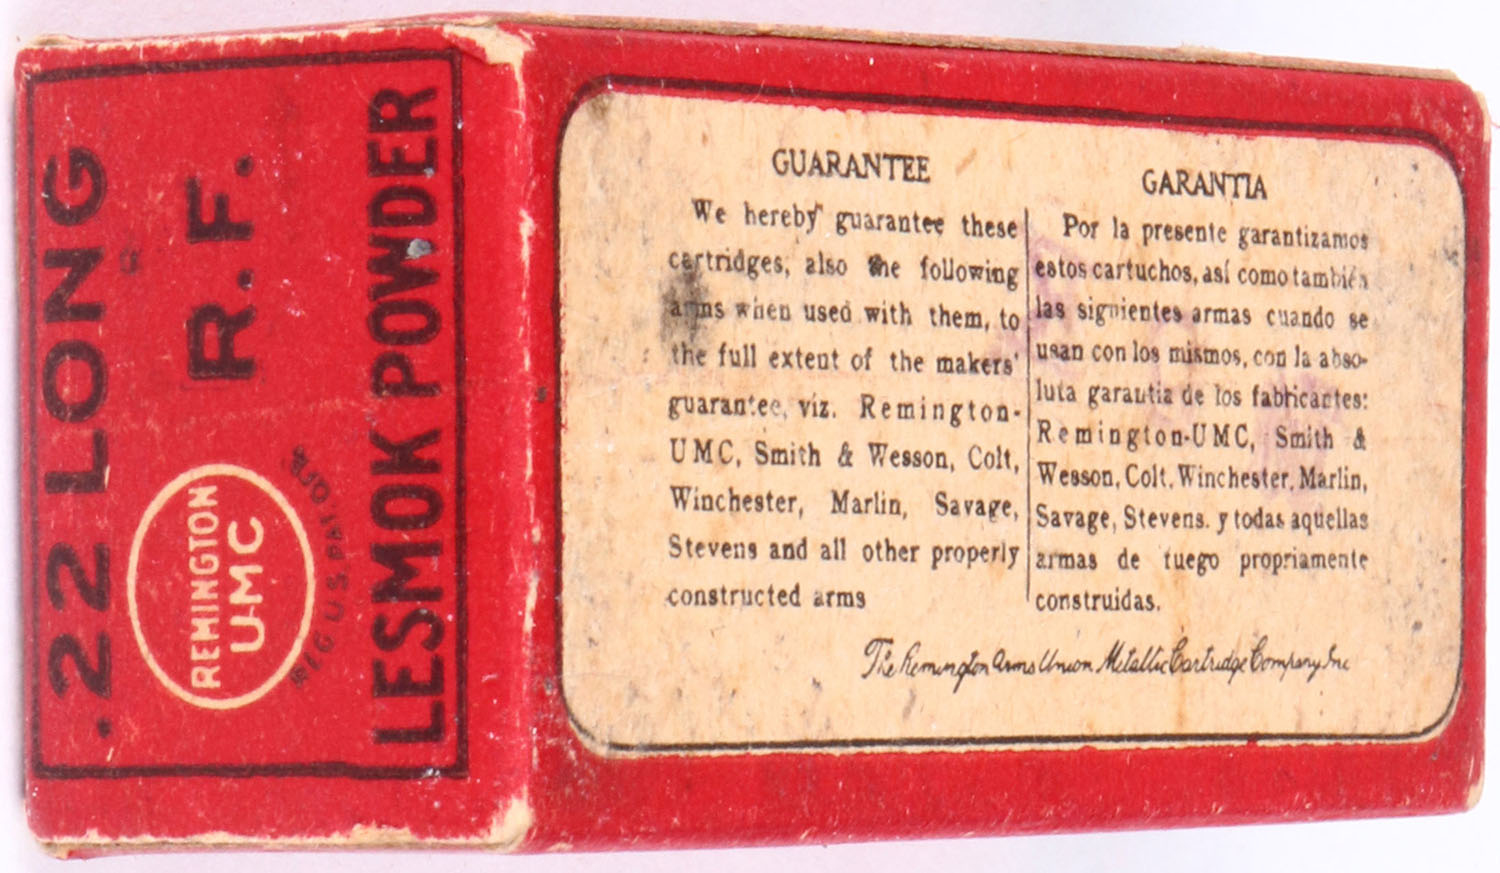 .22 LONG
R.F.
REMINGTON
UMC
REG. U.S. PAT. OFF.
LESMOK POWDER
GUARANTEE
We hereby guarantee these
cartridges, also the following
arms when used with them, to
the full extent of the makers'
guarantee, viz. Remington-
UMC, Smith & Wesson, Colt,
Winchester, Marlin, Savage,
Stevens and all other properly
constructed arms
GARANTIA
Por la presente garantizamos
estos cartuchos, así como también
las siguientes armas cuando se
usan con los mismos, con la abso-
luta garantia de los fabricantes:
Remington-UMC, Smith &
Wesson, Colt, Winchester, Marlin,
Savage, Stevens. y todas aquellas
armas de fuego propriamente
construidas.
The Remington Arms Union Metallic Cartridge Company, Inc